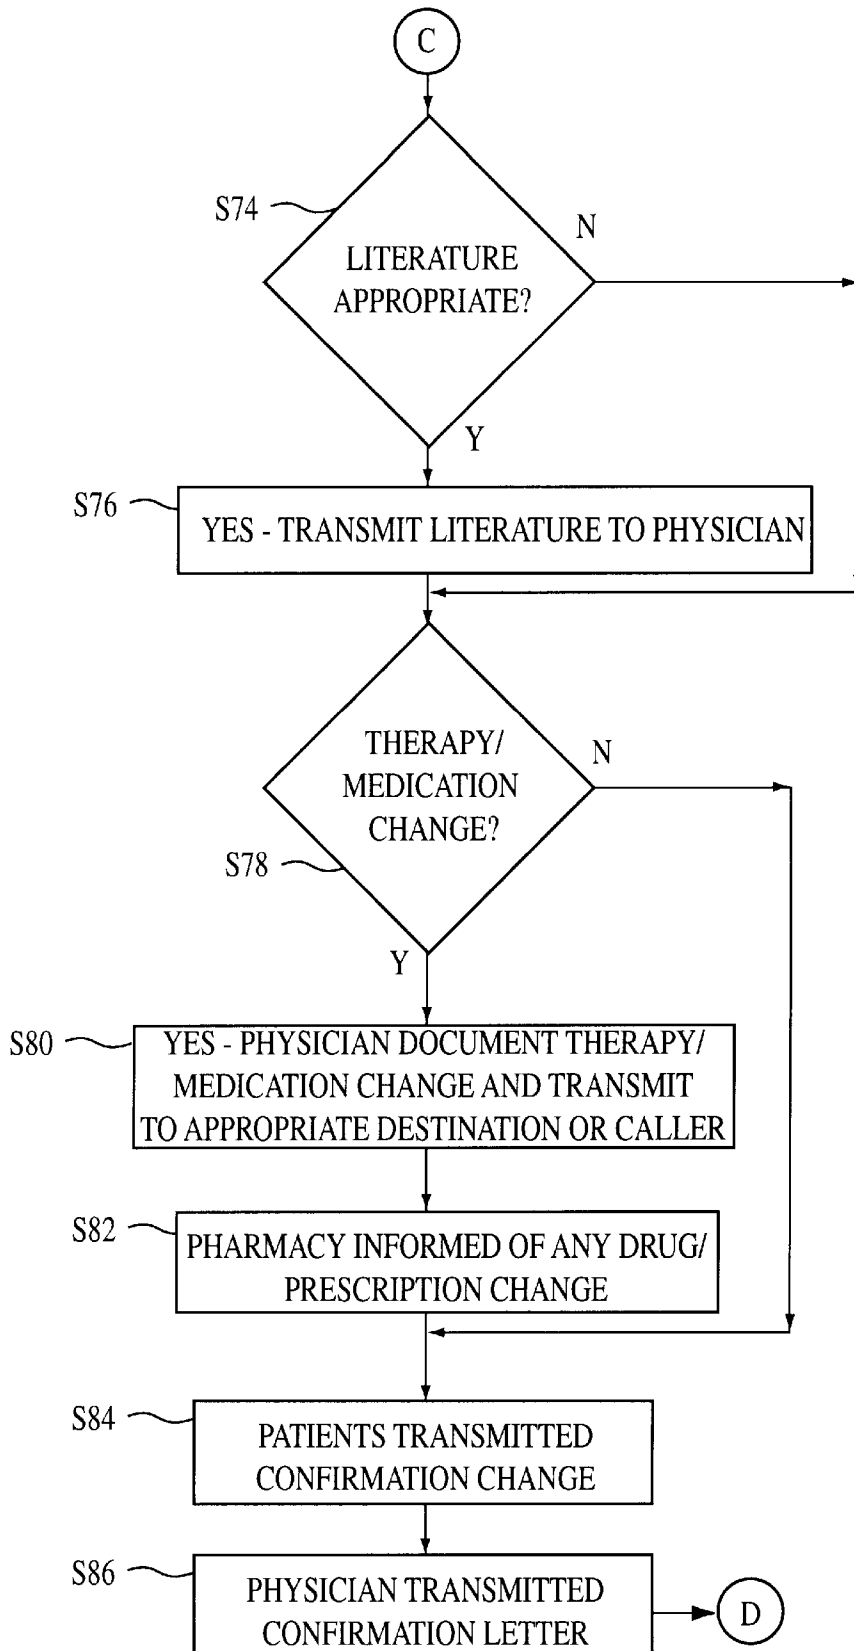 C
S74
N
LITERATURE
APPROPRIATE?
Y
S76
YES - TRANSMIT LITERATURE TO PHYSICIAN
THERAPY/
MEDICATION
CHANGE?
N
S78
Y
S80
YES - PHYSICIAN DOCUMENT THERAPY/
MEDICATION CHANGE AND TRANSMIT
TO APPROPRIATE DESTINATION OR CALLER
S82
PHARMACY INFORMED OF ANY DRUG/
PRESCRIPTION CHANGE
S84
PATIENTS TRANSMITTED
CONFIRMATION CHANGE
S86
PHYSICIAN TRANSMITTED
CONFIRMATION LETTER
D